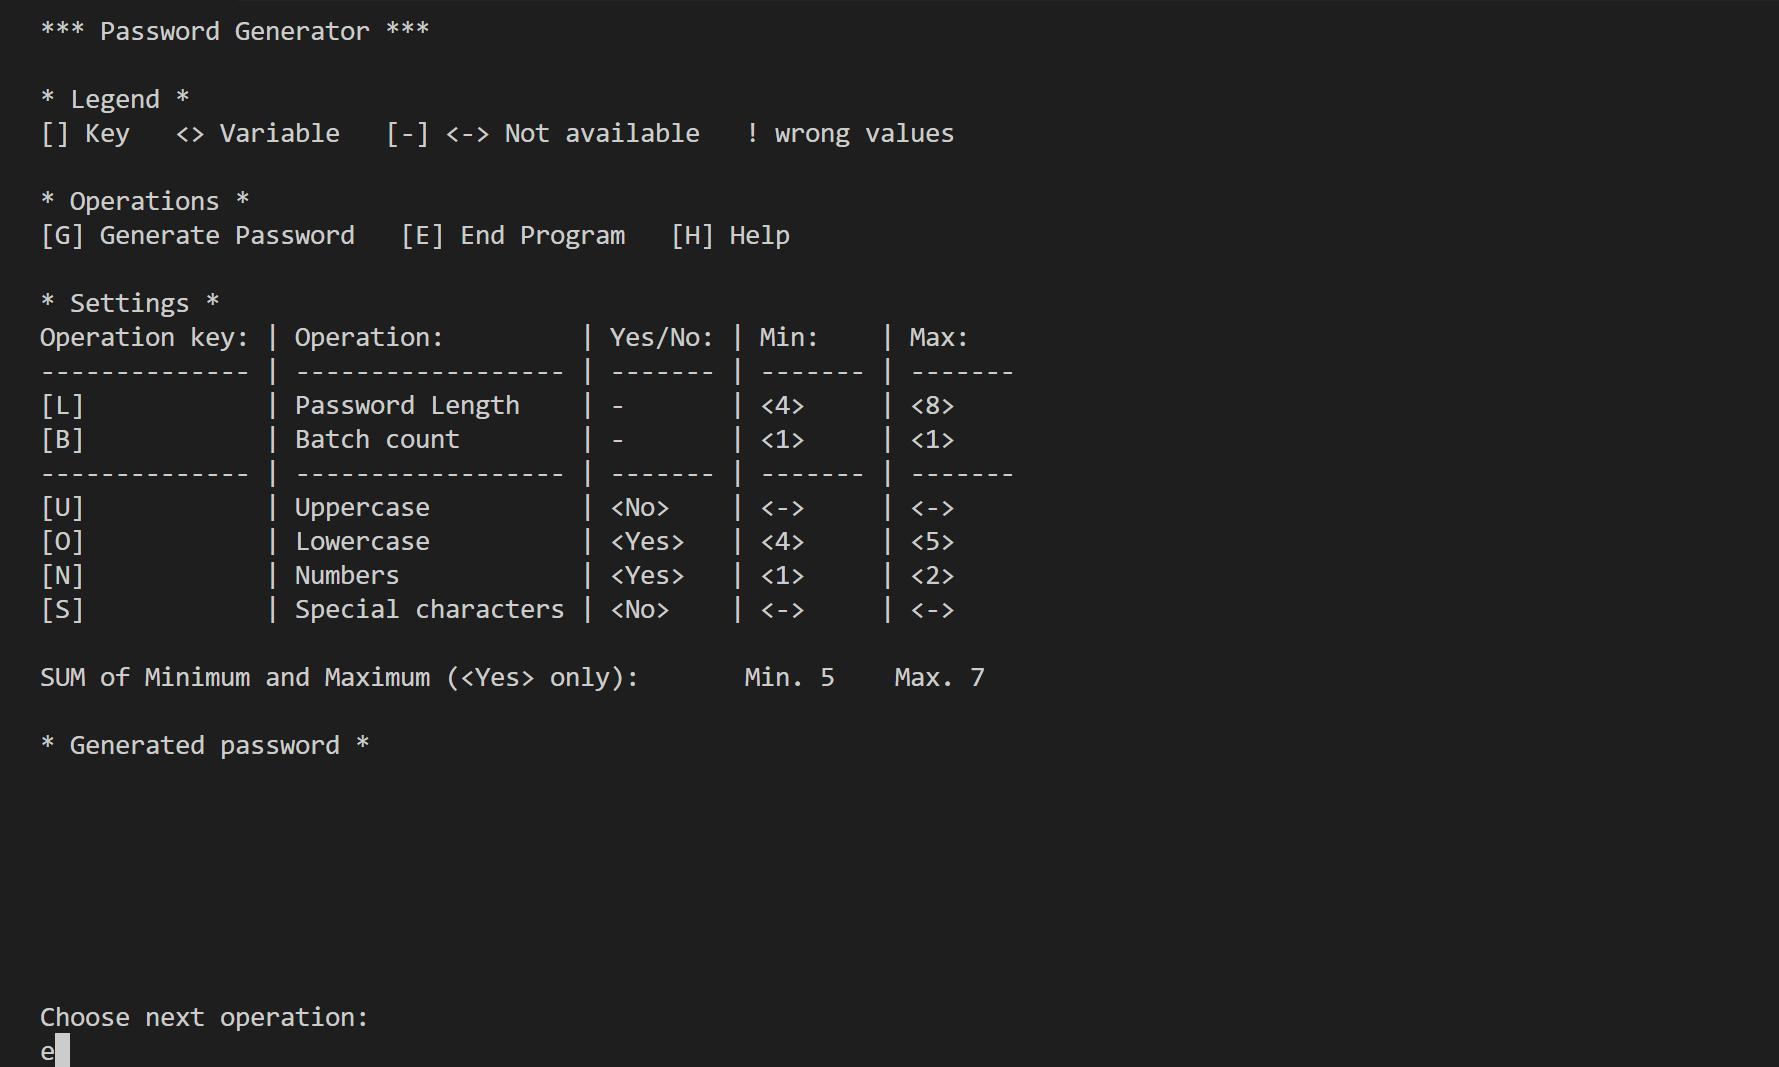 *** Password Generator ***
* Legend *
[] Key   <> Variable   [-] <-> Not available   ! wrong values
* Operations *
[G] Generate Password   [E] End Program   [H] Help
* Settings *
Operation key: | Operation:         | Yes/No: | Min:    | Max:
-------------- | ------------------ | ------- | ------- | -------
[L]            | Password Length    | -       | <4>     | <8>
[B]            | Batch count        | -       | <1>     | <1>
-------------- | ------------------ | ------- | ------- | -------
[U]            | Uppercase          | <No>    | <->     | <->
[O]            | Lowercase          | <Yes>   | <4>     | <5>
[N]            | Numbers            | <Yes>   | <1>     | <2>
[S]            | Special characters | <No>    | <->     | <->
SUM of Minimum and Maximum (<Yes> only):       Min. 5    Max. 7
* Generated password *
Choose next operation:
e